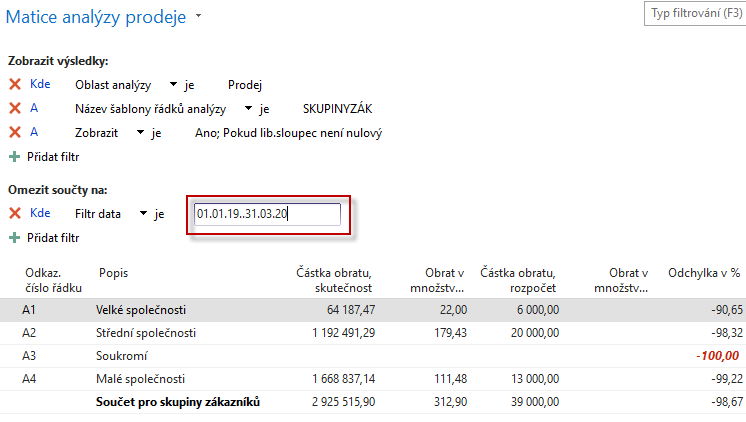 Matice analýzy prodeje
Typ filtrování (F3)
Zobrazit výsledky:
Kde Oblast analýzy je Prodej
A Název šablony řádků analýzy je SKUPINYZÁK
A Zobrazit je Ano; Pokud lib.sloupec není nulový
Přidat filtr
Omezit součty na:
Kde Filtr data je 01.01.19..31.03.20
Přidat filtr
Odkaz. Popis Částka obratu, Obrat v Částka obratu, Obrat v Odchylka v %
číslo řádku skutečnost množstv... rozpočet množstv...
A1 Velké společnosti 64 187,47 22,00 6 000,00 -90,65
A2 Střední společnosti 1 192 491,29 179,43 20 000,00 -98,32
A3 Soukromí -100,00
A4 Malé společnosti 1 668 837,14 111,48 13 000,00 -99,22
Součet pro skupiny zákazníků 2 925 515,90 312,90 39 000,00 -98,67